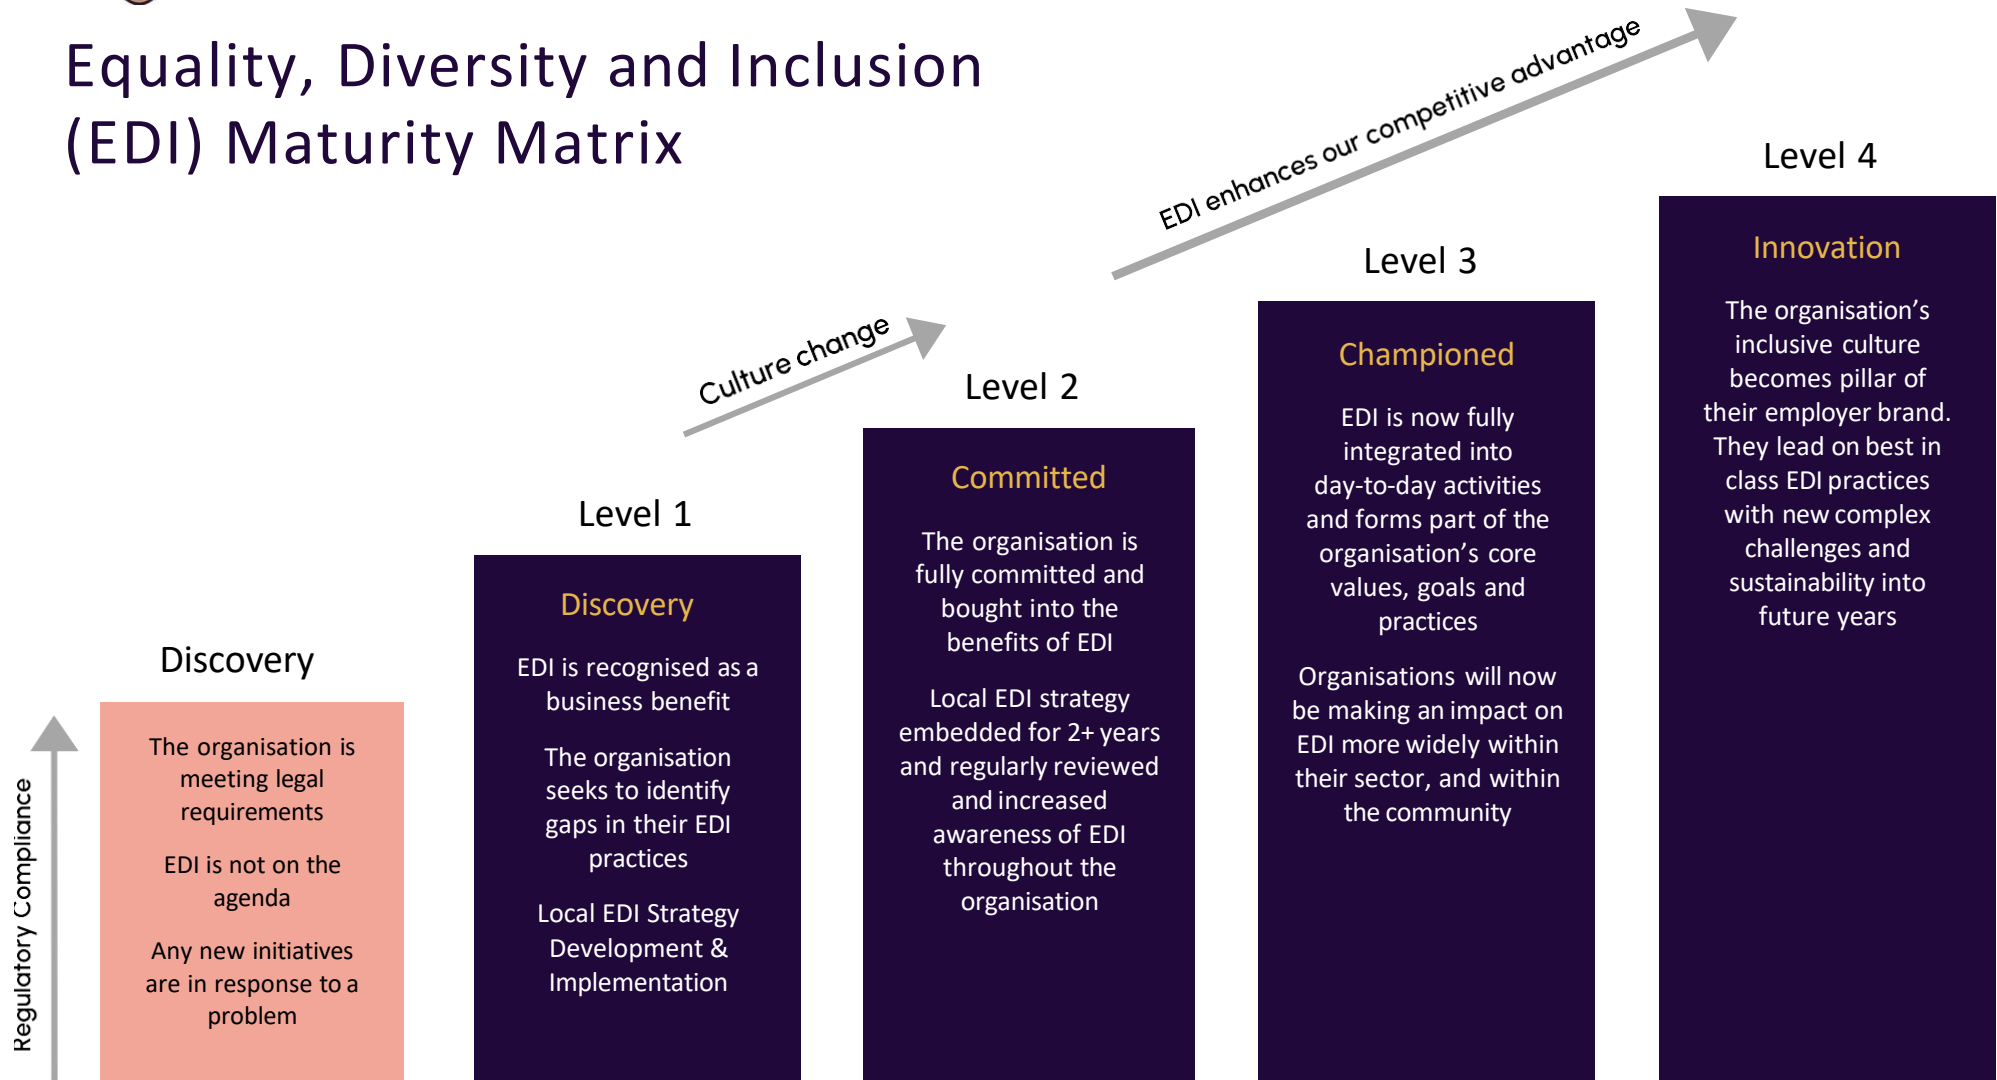 Equality, Diversity and Inclusion
(EDI) Maturity Matrix
Regulatory Compliance
Discovery
The organisation is
meeting legal
requirements
EDI is not on the
agenda
Any new initiatives
are in response to a
problem
Culture change
Level 1
Discovery
EDI is recognised as a
business benefit
The organisation
seeks to identify
gaps in their EDI
practices
Local EDI Strategy
Development &
Implementation
Level 2
Committed
The organisation is
fully committed and
bought into the
benefits of EDI
Local EDI strategy
embedded for 2+ years
and regularly reviewed
and increased
awareness of EDI
throughout the
organisation
EDI enhances our competitive advantage
Level 3
Championed
EDI is now fully
integrated into
day-to-day activities
and forms part of the
organisation’s core
values, goals and
practices
Organisations will now
be making an impact on
EDI more widely within
their sector, and within
the community
Level 4
Innovation
The organisation’s
inclusive culture
becomes pillar of
their employer brand.
They lead on best in
class EDI practices
with new complex
challenges and
sustainability into
future years